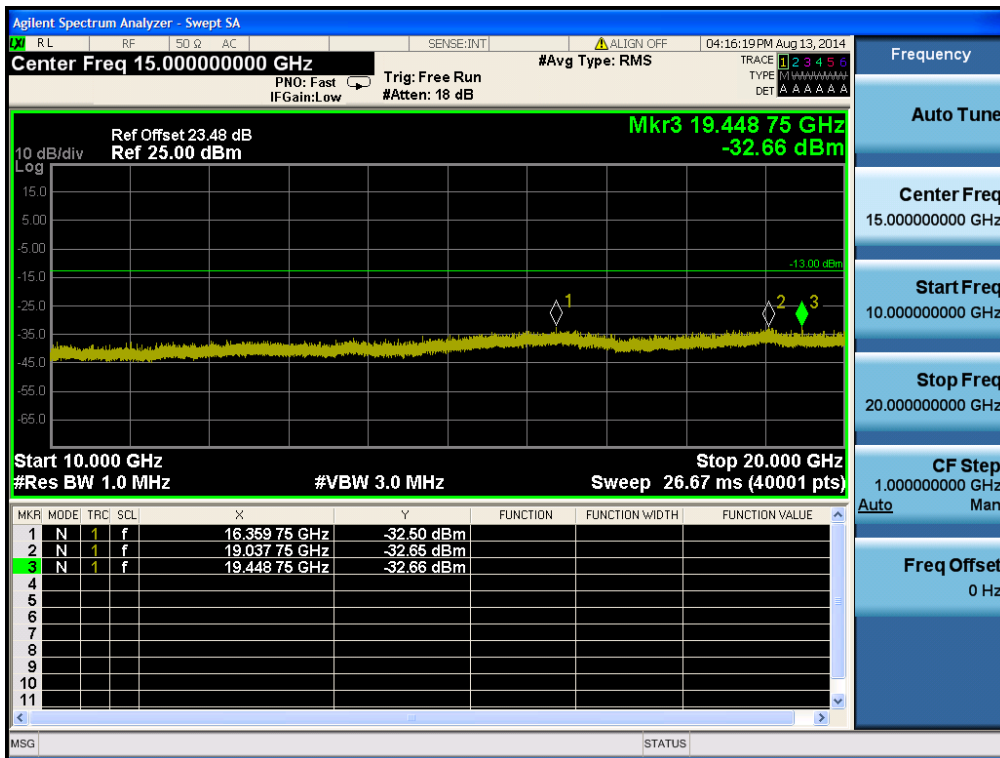 Agilent Spectrum Analyzer - Swept SA
LXI RL RF 50 Ω AC SENSE:INT ALIGN OFF 04:16:19 PM Aug 13, 2014
Center Freq 15.000000000 GHz
PNO: Fast
IFGain:Low
Trig: Free Run
#Atten: 18 dB
#Avg Type: RMS
TRACE 1 2 3 4 5 6
TYPE M W W W W W
DET A A A A A A
Mkr3 19.448 75 GHz
-32.66 dBm
Ref Offset 23.48 dB
10 dB/div Ref 25.00 dBm
Log
15.0
5.00
-5.00
-13.00 dBm
-15.0
-25.0
-35.0
-45.0
-55.0
-65.0
1
2
3
Start 10.000 GHz Stop 20.000 GHz
#Res BW 1.0 MHz #VBW 3.0 MHz Sweep 26.67 ms (40001 pts)
MKR MODE TRC SCL X Y FUNCTION FUNCTION WIDTH FUNCTION VALUE
1 N 1 f 16.359 75 GHz -32.50 dBm
2 N 1 f 19.037 75 GHz -32.65 dBm
3 N 1 f 19.448 75 GHz -32.66 dBm
4
5
6
7
8
9
10
11
MSG STATUS
Frequency
Auto Tune
Center Freq
15.000000000 GHz
Start Freq
10.000000000 GHz
Stop Freq
20.000000000 GHz
CF Step
1.000000000 GHz
Auto Man
Freq Offset
0 Hz